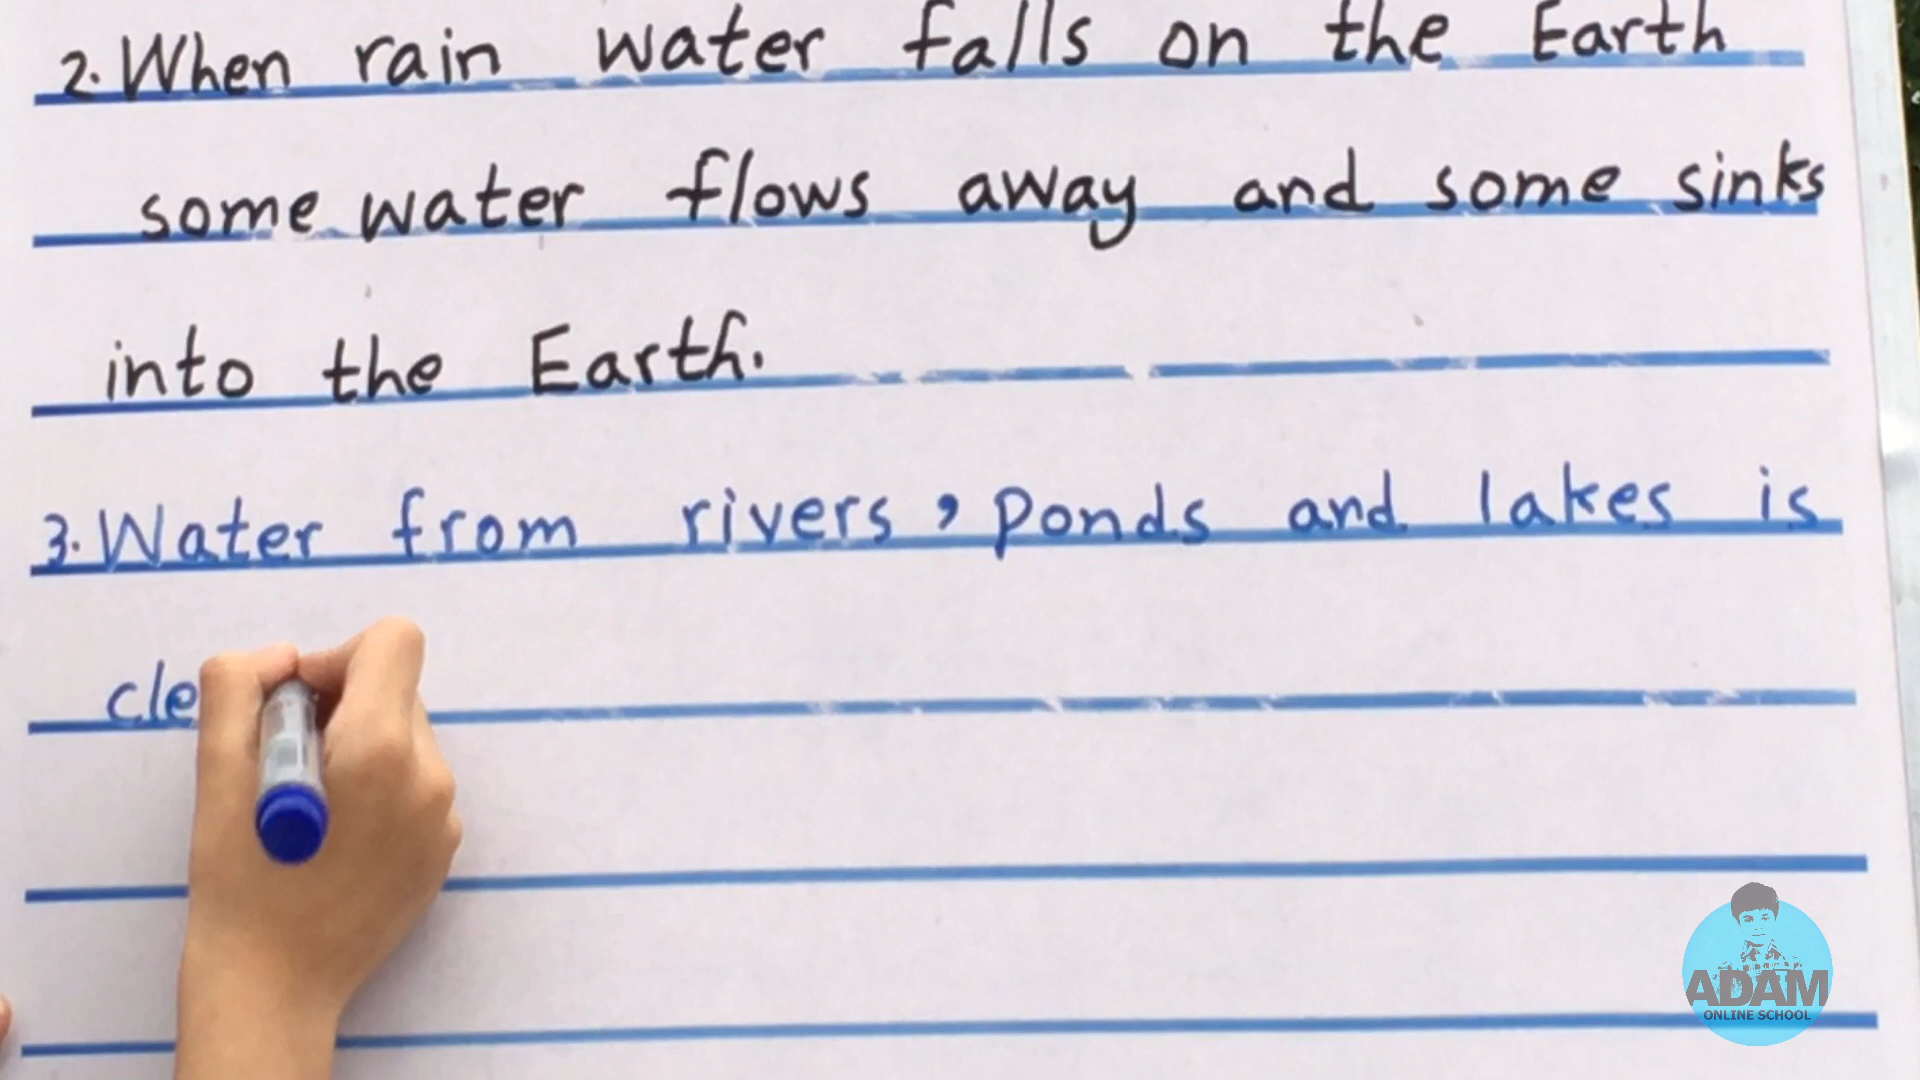 2. When rain water falls on the Earth
some water flows away and some sinks
into the Earth.
3. Water from rivers, ponds and lakes is
cle
ADAM
ONLINE SCHOOL